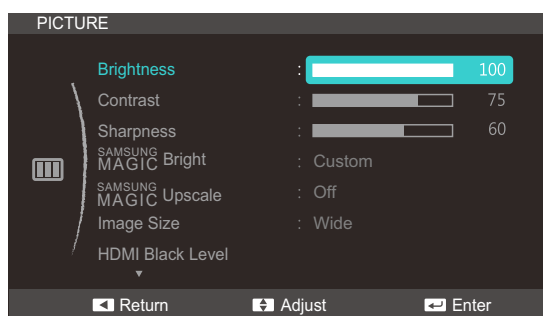 PICTURE
Brightness : 100
Contrast : 75
Sharpness : 60
SAMSUNG MAGIC Bright : Custom
SAMSUNG MAGIC Upscale : Off
Image Size : Wide
HDMI Black Level
Return Adjust Enter